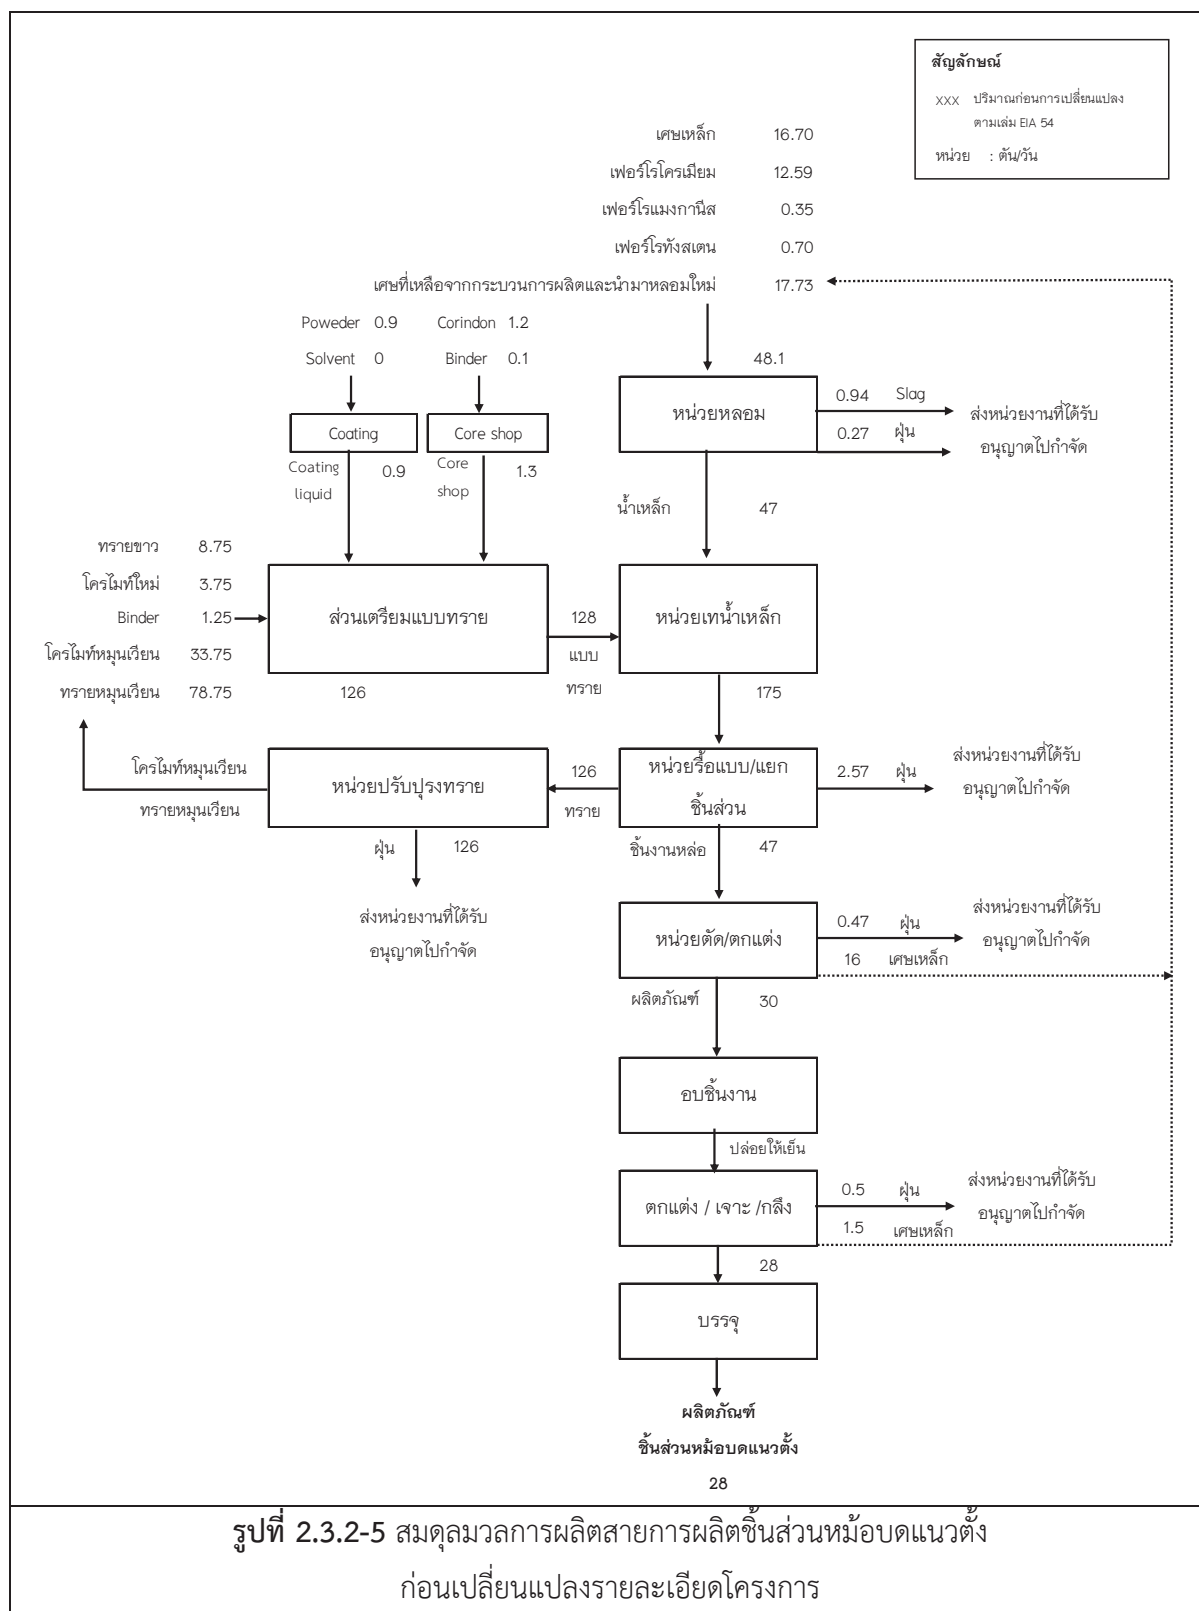 สัญลักษณ์
XXX ปริมาณก่อนการเปลี่ยนแปลง
ตามเล่ม EIA 54
หน่วย : ตัน/วัน
เศษเหล็ก 16.70
เฟอร์โรโครเมียม 12.59
เฟอร์โรแมงกานีส 0.35
เฟอร์โรทังสเตน 0.70
เศษที่เหลือจากกระบวนการผลิตและนำมาหลอมใหม่ 17.73
Poweder 0.9 Corindon 1.2
Solvent 0 Binder 0.1
48.1
หน่วยหลอม
0.94 Slag
0.27 ฝุ่น
ส่งหน่วยงานที่ได้รับ
อนุญาตไปกำจัด
Coating
Core shop
Coating
liquid
0.9
Core
shop
1.3
น้ำเหล็ก 47
ทรายขาว 8.75
โครไมท์ใหม่ 3.75
Binder 1.25
โครไมท์หมุนเวียน 33.75
ทรายหมุนเวียน 78.75
ส่วนเตรียมแบบทราย
126
128
แบบ
ทราย
หน่วยเทน้ำเหล็ก
175
โครไมท์หมุนเวียน
ทรายหมุนเวียน
หน่วยปรับปรุงทราย
126
ทราย
หน่วยรื้อแบบ/แยก
ชิ้นส่วน
2.57 ฝุ่น
ส่งหน่วยงานที่ได้รับ
อนุญาตไปกำจัด
ฝุ่น 126
ส่งหน่วยงานที่ได้รับ
อนุญาตไปกำจัด
ชิ้นงานหล่อ 47
หน่วยตัด/ตกแต่ง
0.47 ฝุ่น
16 เศษเหล็ก
ส่งหน่วยงานที่ได้รับ
อนุญาตไปกำจัด
ผลิตภัณฑ์ 30
อบชิ้นงาน
ปล่อยให้เย็น
ตกแต่ง / เจาะ /กลึง
0.5 ฝุ่น
1.5 เศษเหล็ก
ส่งหน่วยงานที่ได้รับ
อนุญาตไปกำจัด
28
บรรจุ
ผลิตภัณฑ์
ชิ้นส่วนหม้อบดแนวตั้ง
28
รูปที่ 2.3.2-5 สมดุลมวลการผลิตสายการผลิตชิ้นส่วนหม้อบดแนวตั้ง
ก่อนเปลี่ยนแปลงรายละเอียดโครงการ